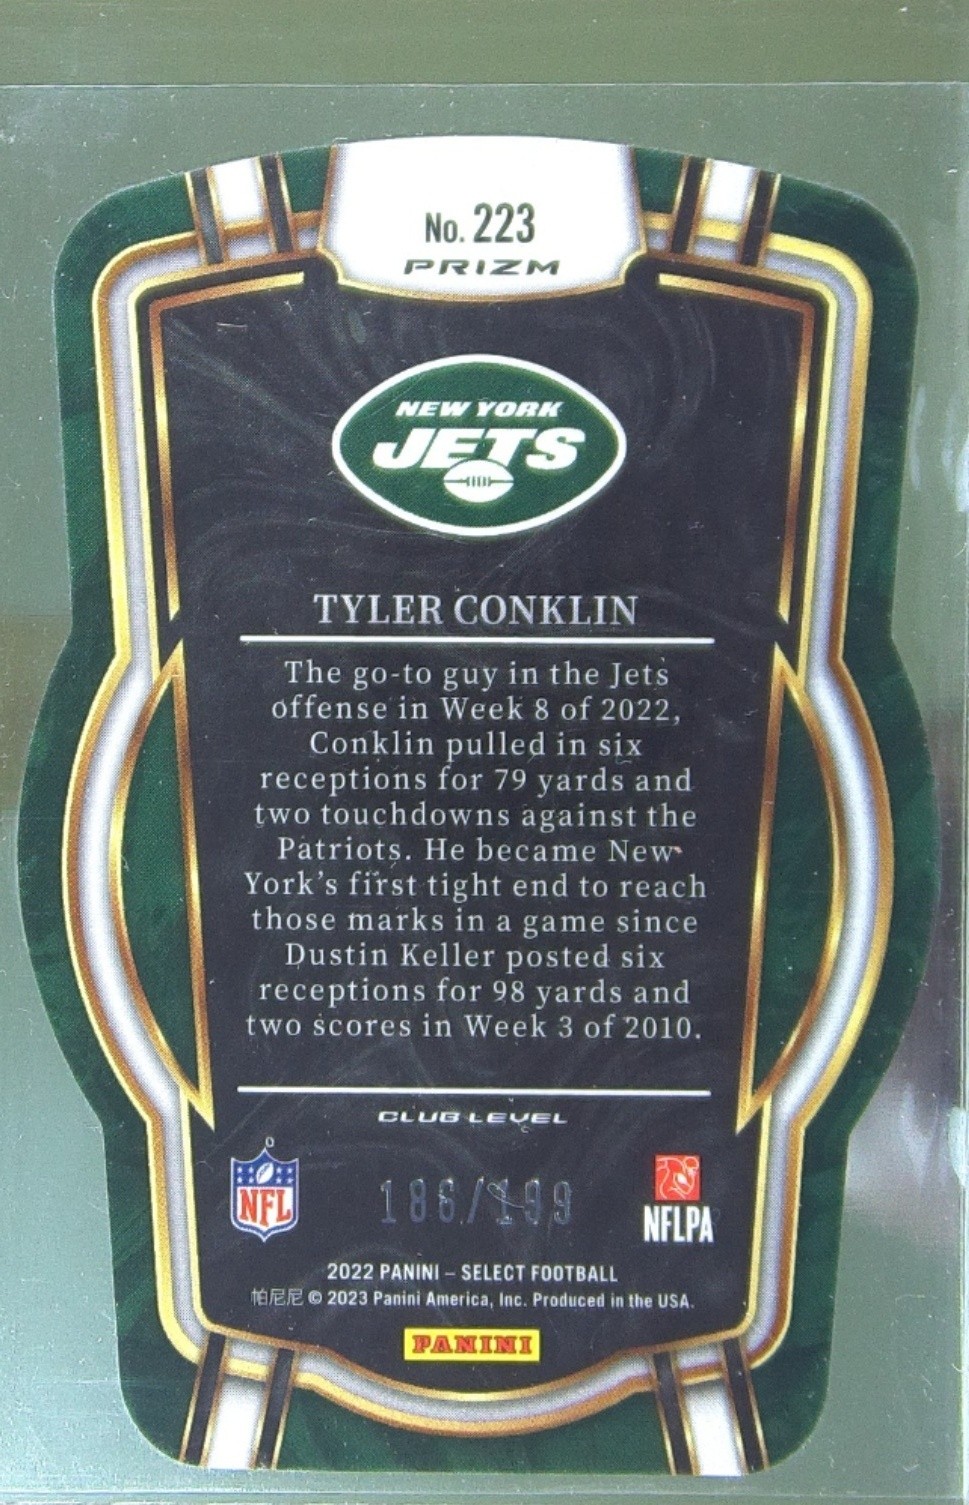 No. 223
PRIZM
NEW YORK
JETS
TYLER CONKLIN
The go-to guy in the Jets
offense in Week 8 of 2022,
Conklin pulled in six
receptions for 79 yards and
two touchdowns against the
Patriots. He became New
York's first tight end to reach
those marks in a game since
Dustin Keller posted six
receptions for 98 yards and
two scores in Week 3 of 2010.
CLUB LEVEL
NFL
186/199
NFLPA
2022 PANINI – SELECT FOOTBALL
帕尼尼 © 2023 Panini America, Inc. Produced in the USA.
PANINI